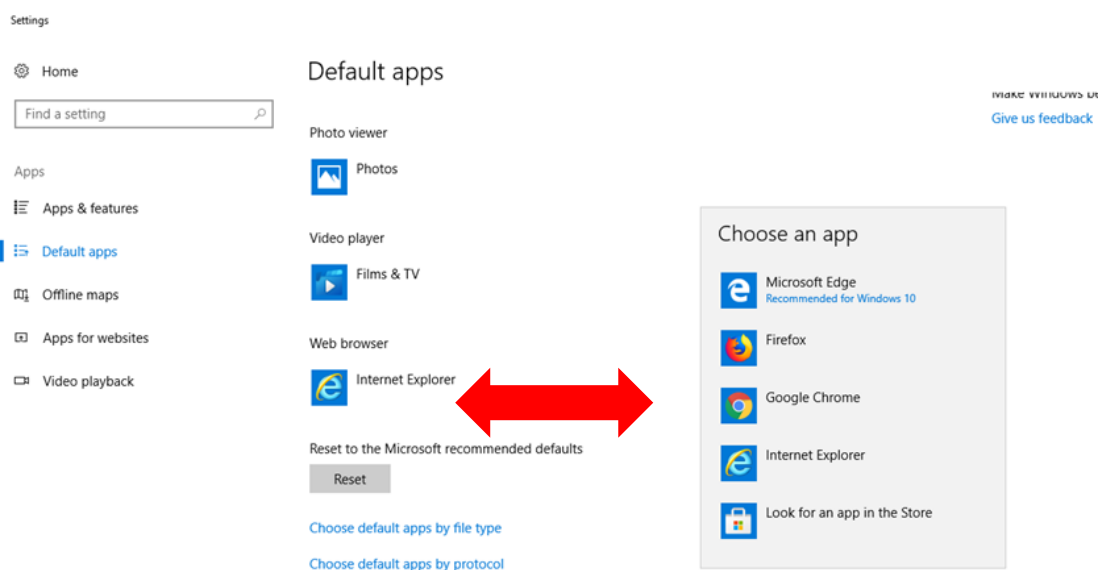 Settings
Home
Find a setting
Apps
Apps & features
Default apps
Offline maps
Apps for websites
Video playback
Default apps
Photo viewer
Photos
Video player
Films & TV
Web browser
Internet Explorer
Reset to the Microsoft recommended defaults
Reset
Choose default apps by file type
Choose default apps by protocol
Make Windows be
Give us feedback
Choose an app
Microsoft Edge
Recommended for Windows 10
Firefox
Google Chrome
Internet Explorer
Look for an app in the Store